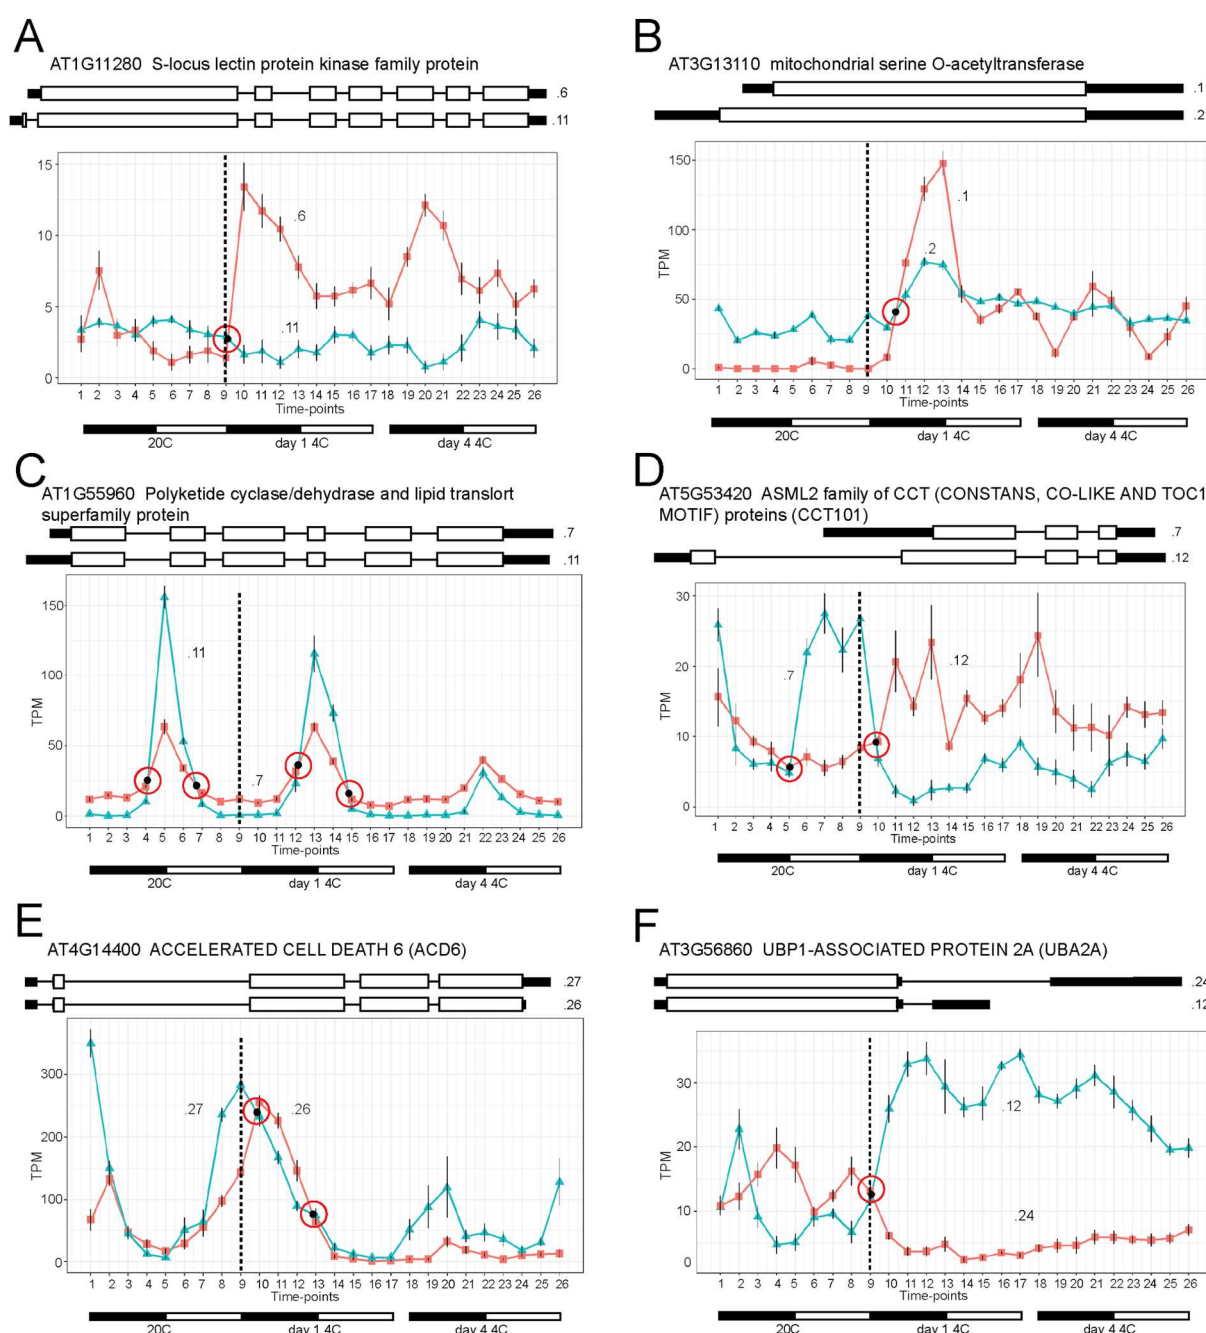 A
AT1G11280 S-locus lectin protein kinase family protein
.6
.11
15
10
5
0
.6
.11
1 2 3 4 5 6 7 8 9 10 11 12 13 14 15 16 17 18 19 20 21 22 23 24 25 26
Time-points
20C day 1 4C day 4 4C
B
AT3G13110 mitochondrial serine O-acetyltransferase
.1
.2
TPM
150
100
50
0
.1
.2
1 2 3 4 5 6 7 8 9 10 11 12 13 14 15 16 17 18 19 20 21 22 23 24 25 26
Time-points
20C day 1 4C day 4 4C
C
AT1G55960 Polyketide cyclase/dehydrase and lipid translort
superfamily protein
.7
.11
TPM
150
100
50
0
.11
.7
1 2 3 4 5 6 7 8 9 10 11 12 13 14 15 16 17 18 19 20 21 22 23 24 25 26
Time-points
20C day 1 4C day 4 4C
D
AT5G53420 ASML2 family of CCT (CONSTANS, CO-LIKE AND TOC1
MOTIF) proteins (CCT101)
.7
.12
TPM
30
20
10
0
.7
.12
1 2 3 4 5 6 7 8 9 10 11 12 13 14 15 16 17 18 19 20 21 22 23 24 25 26
Time-points
20C day 1 4C day 4 4C
E
AT4G14400 ACCELERATED CELL DEATH 6 (ACD6)
.27
.26
TPM
300
200
100
0
.27
.26
1 2 3 4 5 6 7 8 9 10 11 12 13 14 15 16 17 18 19 20 21 22 23 24 25 26
Time-points
20C day 1 4C day 4 4C
F
AT3G56860 UBP1-ASSOCIATED PROTEIN 2A (UBA2A)
.24
.12
TPM
30
20
10
0
.12
.24
1 2 3 4 5 6 7 8 9 10 11 12 13 14 15 16 17 18 19 20 21 22 23 24 25 26
Time-points
20C day 1 4C day 4 4C